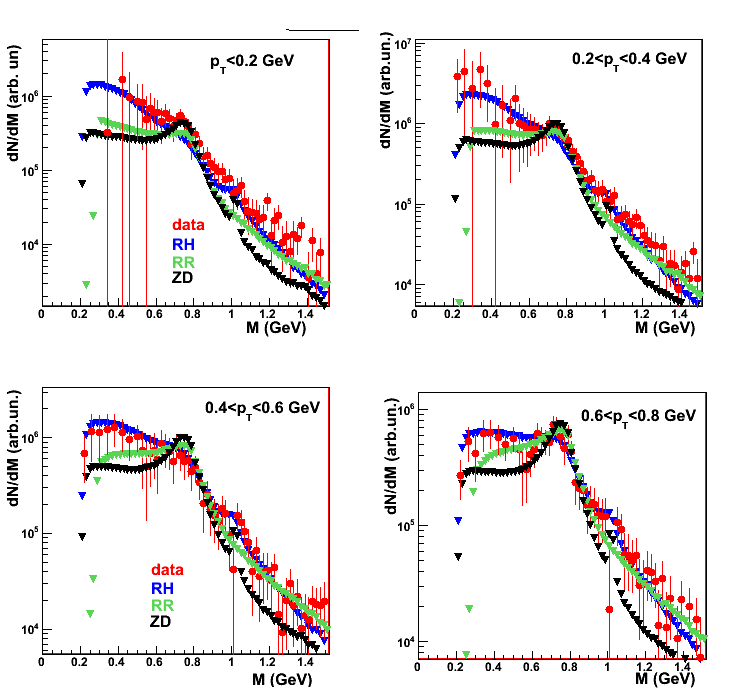 dN/dM (arb. un)
p_T<0.2 GeV
10^6
10^5
10^4
data
RH
RR
ZD
0 0.2 0.4 0.6 0.8 1 1.2 1.4
M (GeV)
dN/dM (arb.un.)
0.2<p_T<0.4 GeV
10^7
10^6
10^5
10^4
0 0.2 0.4 0.6 0.8 1 1.2 1.4
M (GeV)
dN/dM (arb.un.)
0.4<p_T<0.6 GeV
10^6
10^5
10^4
data
RH
RR
ZD
0 0.2 0.4 0.6 0.8 1 1.2 1.4
M (GeV)
dN/dM (arb.un.)
0.6<p_T<0.8 GeV
10^6
10^5
10^4
0 0.2 0.4 0.6 0.8 1 1.2 1.4
M (GeV)